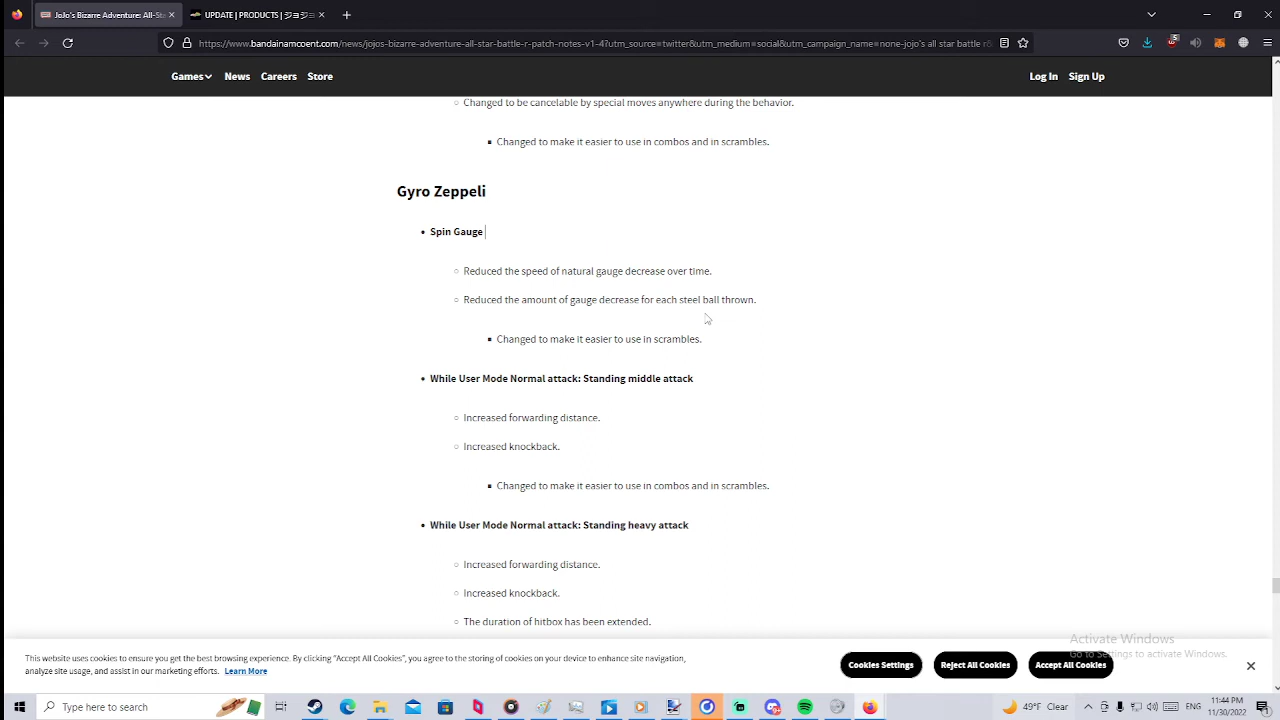 Jojo's Bizarre Adventure: All-Sta
UPDATE | PRODUCTS | ジョジ
https://www.bandainamcoent.com/news/jojos-bizarre-adventure-all-star-battle-r-patch-notes-v1-4?utm_source=twitter&utm_medium=social&utm_campaign_name=none-jojo's all star battle r
5
Games
News
Careers
Store
Log In
Sign Up
Changed to be cancelable by special moves anywhere during the behavior.
Changed to make it easier to use in combos and in scrambles.
Gyro Zeppeli
Spin Gauge
Reduced the speed of natural gauge decrease over time.
Reduced the amount of gauge decrease for each steel ball thrown.
Changed to make it easier to use in scrambles.
While User Mode Normal attack: Standing middle attack
Increased forwarding distance.
Increased knockback.
Changed to make it easier to use in combos and in scrambles.
While User Mode Normal attack: Standing heavy attack
Increased forwarding distance.
Increased knockback.
The duration of hitbox has been extended.
Activate Windows
Go to Settings to activate Windows.
This website uses cookies to ensure you get the best browsing experience. By clicking "Accept All Cookies", you agree to the storing of cookies on your device to enhance site navigation,
analyze site usage, and assist in our marketing efforts. Learn More
Cookies Settings
Reject All Cookies
Accept All Cookies
Type here to search
49°F Clear
ENG
11:44 PM
11/30/2022